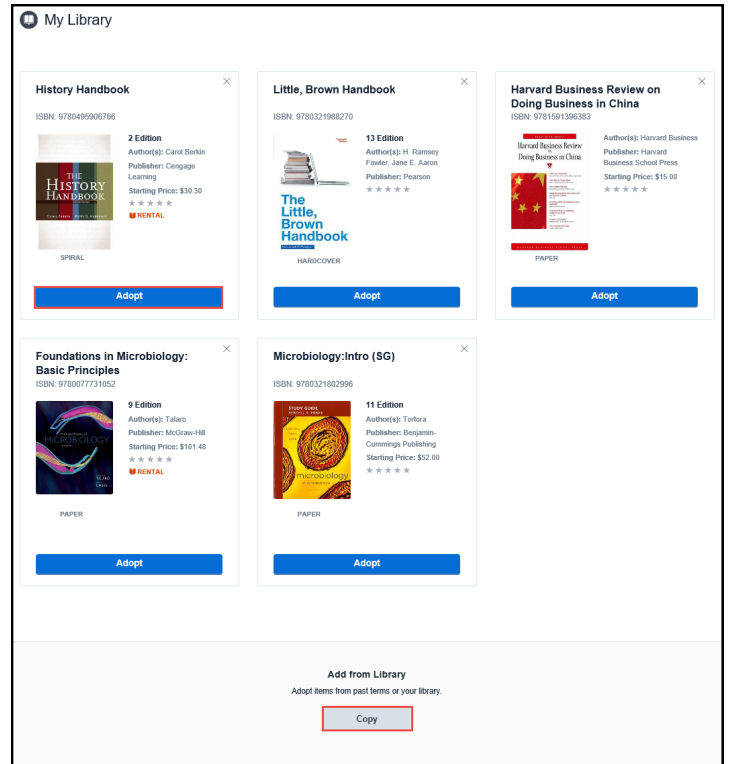 My Library
History Handbook
ISBN: 9780495906766
THE
HISTORY
HANDBOOK
2 Edition
Author(s): Carol Berkin
Publisher: Cengage
Learning
Starting Price: $30.30
RENTAL
SPIRAL
Adopt
Little, Brown Handbook
ISBN: 9780321988270
The
Little,
Brown
Handbook
13 Edition
Author(s): H. Ramsey
Fowler, Jane E. Aaron
Publisher: Pearson
HARDCOVER
Adopt
Harvard Business Review on
Doing Business in China
ISBN: 9781591396383
Harvard Business Review
ON
Doing Business in China
Author(s): Harvard Business
Publisher: Harvard
Business School Press
Starting Price: $15.00
PAPER
Adopt
Foundations in Microbiology:
Basic Principles
ISBN: 9780077731052
MICROBIOLOGY
9 Edition
Author(s): Talaro
Publisher: McGraw-Hill
Starting Price: $101.48
RENTAL
PAPER
Adopt
Microbiology:Intro (SG)
ISBN: 9780321802996
STUDY GUIDE
microbiology
11 Edition
Author(s): Tortora
Publisher: Benjamin-
Cummings Publishing
Starting Price: $52.00
PAPER
Adopt
Add from Library
Adopt items from past terms or your library.
Copy